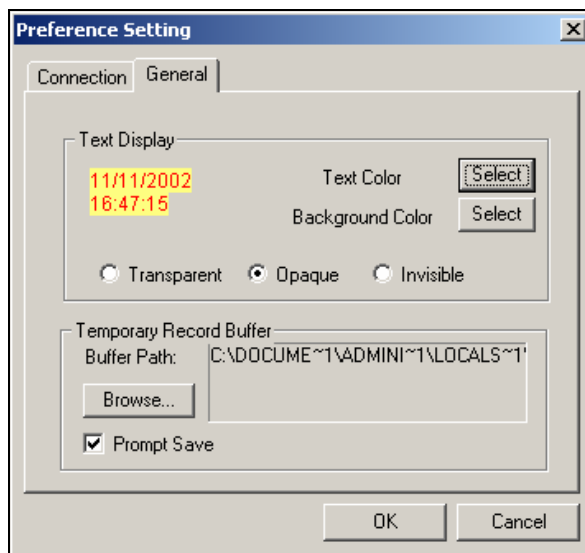 Preference Setting
Connection General
Text Display
11/11/2002
16:47:15
Text Color Select
Background Color Select
Transparent Opaque Invisible
Temporary Record Buffer
Buffer Path: C:\DOCUME~1\ADMINI~1\LOCALS~1\
Browse...
Prompt Save
OK Cancel